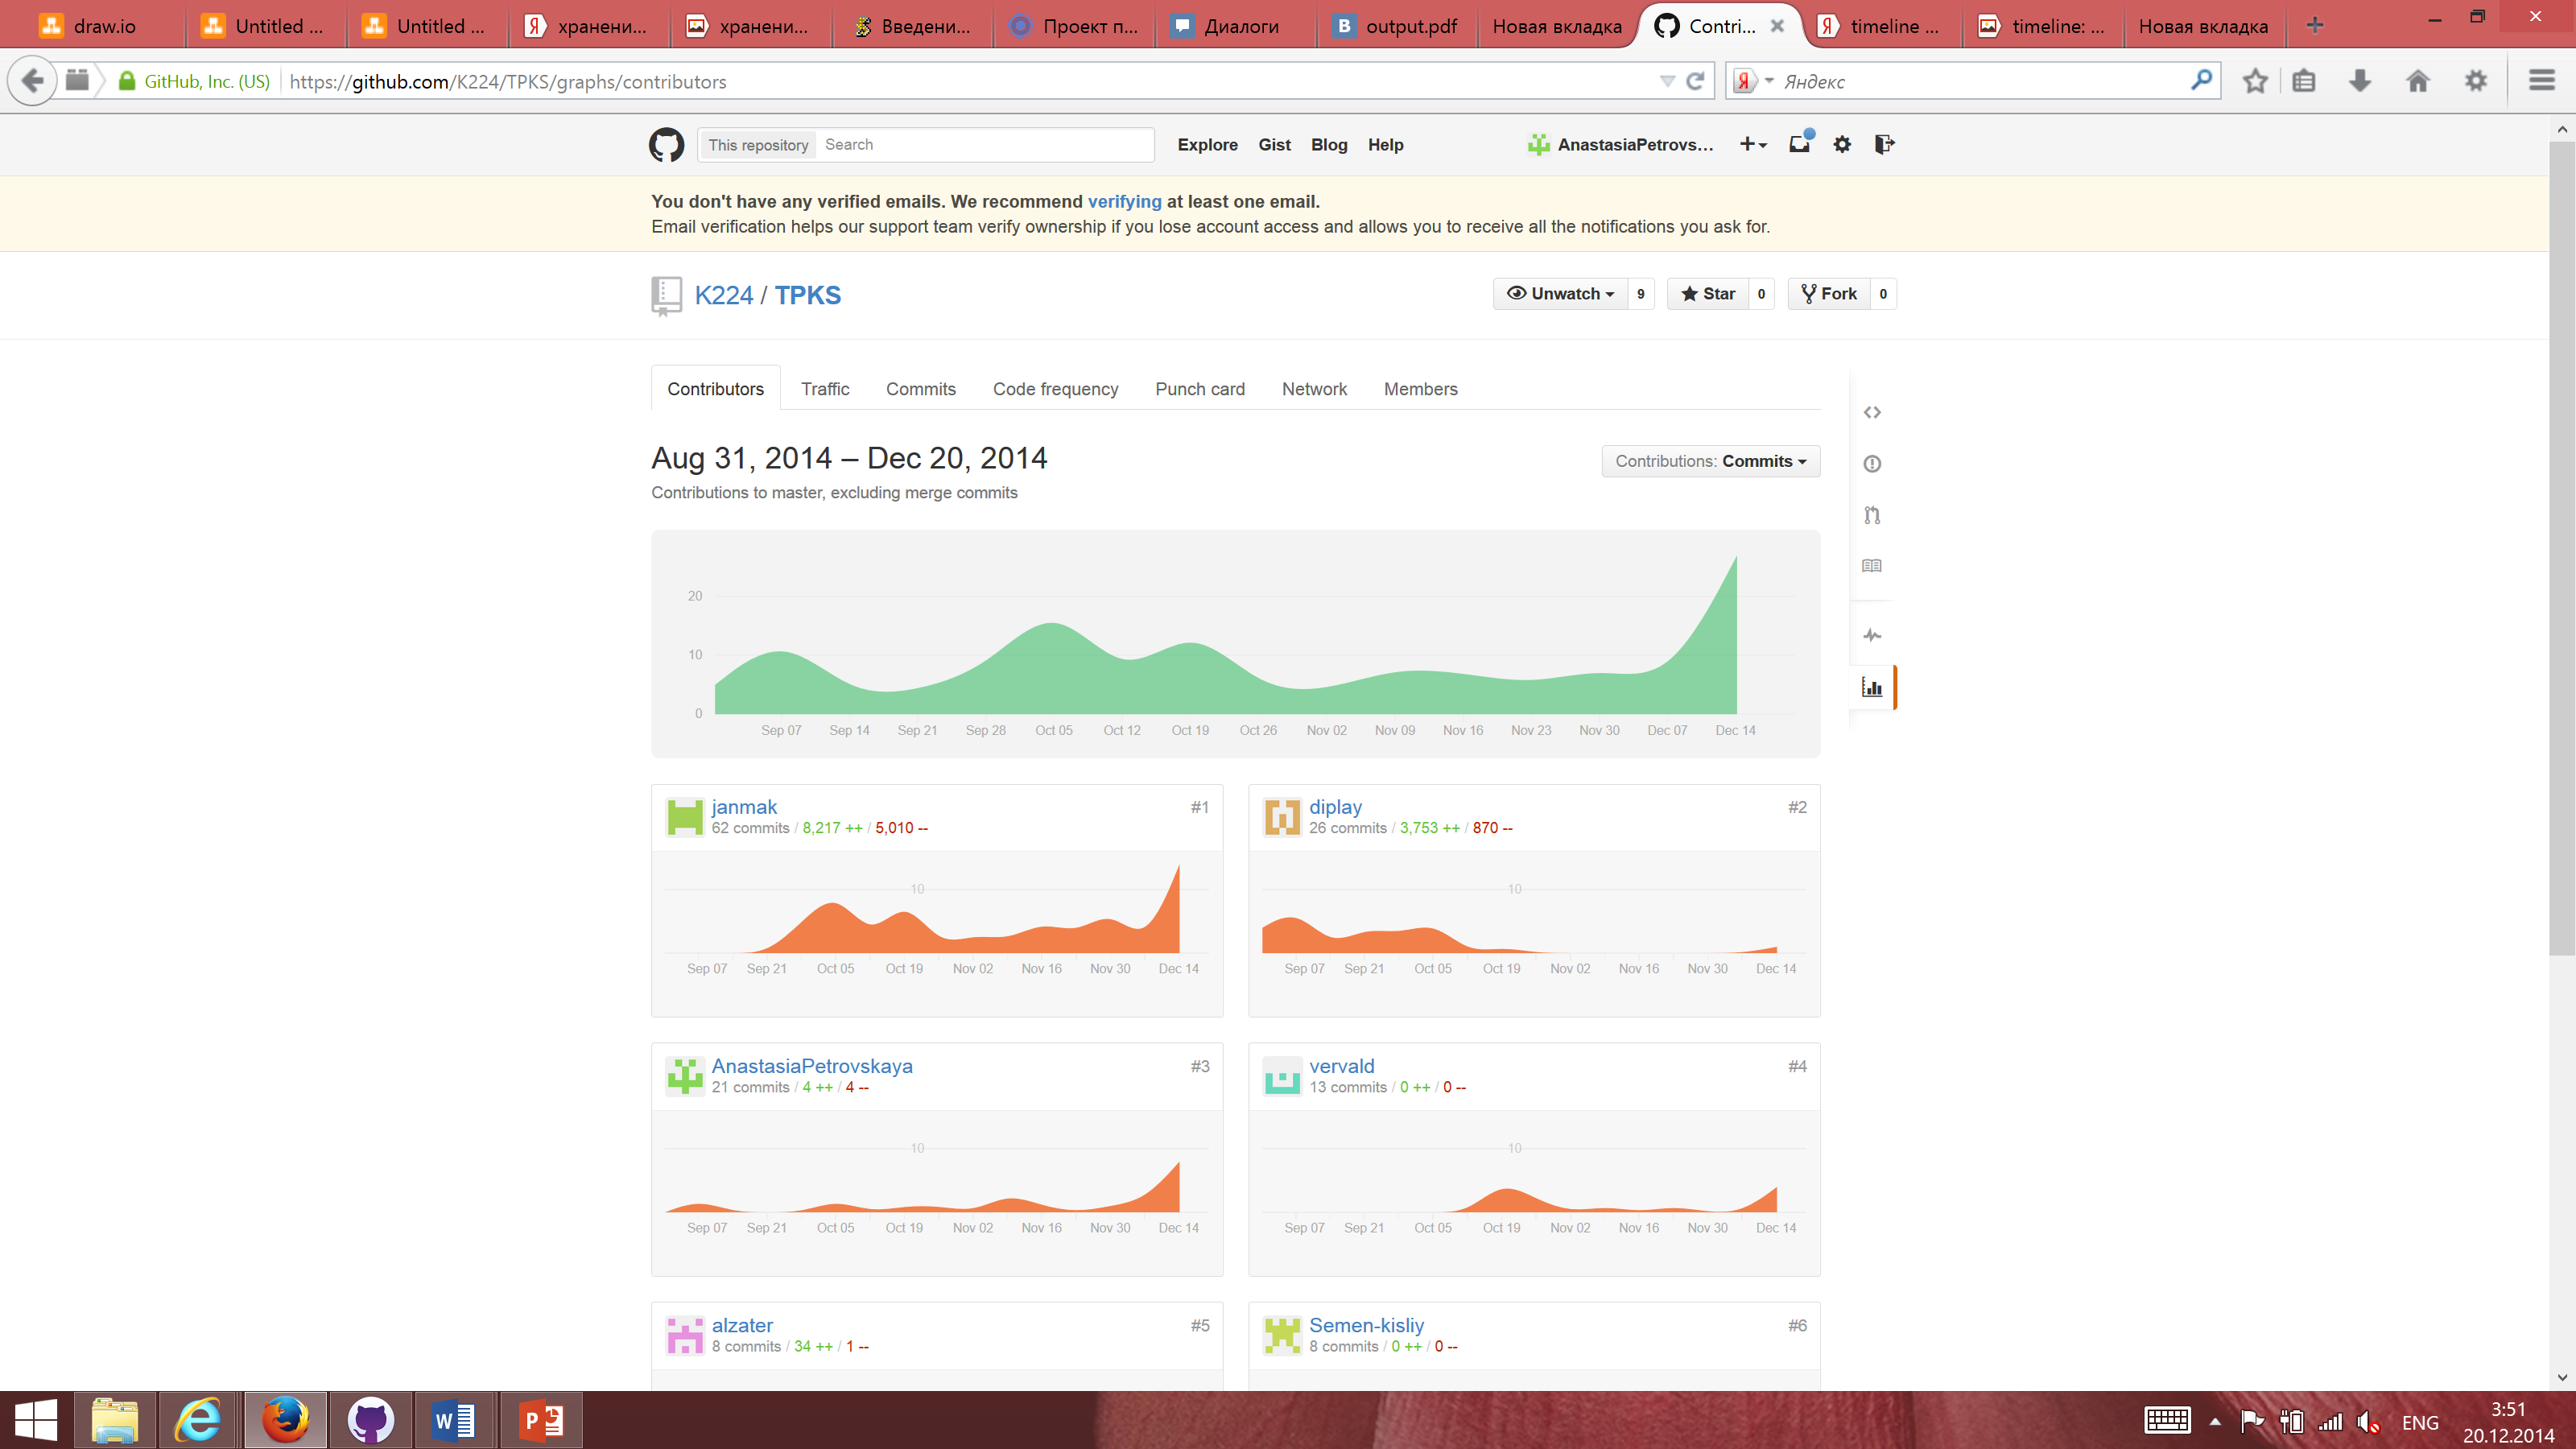 draw.io
Untitled ...
Untitled ...
хранени...
хранени...
Введени...
Проект п...
Диалоги
output.pdf
Новая вкладка
Contri...
timeline ...
timeline: ...
Новая вкладка
GitHub, Inc. (US)
https://github.com/K224/TPKS/graphs/contributors
Яндекс
This repository
Search
Explore
Gist
Blog
Help
AnastasiaPetrovs...
You don't have any verified emails. We recommend verifying at least one email.
Email verification helps our support team verify ownership if you lose account access and allows you to receive all the notifications you ask for.
K224 / TPKS
Unwatch 9
Star 0
Fork 0
Contributors
Traffic
Commits
Code frequency
Punch card
Network
Members
Aug 31, 2014 – Dec 20, 2014
Contributions: Commits
Contributions to master, excluding merge commits
20
10
0
Sep 07 Sep 14 Sep 21 Sep 28 Oct 05 Oct 12 Oct 19 Oct 26 Nov 02 Nov 09 Nov 16 Nov 23 Nov 30 Dec 07 Dec 14
janmak #1
62 commits / 8,217 ++ / 5,010 --
10
Sep 07 Sep 21 Oct 05 Oct 19 Nov 02 Nov 16 Nov 30 Dec 14
diplay #2
26 commits / 3,753 ++ / 870 --
10
Sep 07 Sep 21 Oct 05 Oct 19 Nov 02 Nov 16 Nov 30 Dec 14
AnastasiaPetrovskaya #3
21 commits / 4 ++ / 4 --
10
Sep 07 Sep 21 Oct 05 Oct 19 Nov 02 Nov 16 Nov 30 Dec 14
vervald #4
13 commits / 0 ++ / 0 --
10
Sep 07 Sep 21 Oct 05 Oct 19 Nov 02 Nov 16 Nov 30 Dec 14
alzater #5
8 commits / 34 ++ / 1 --
Semen-kisliy #6
8 commits / 0 ++ / 0 --
ENG
3:51
20.12.2014